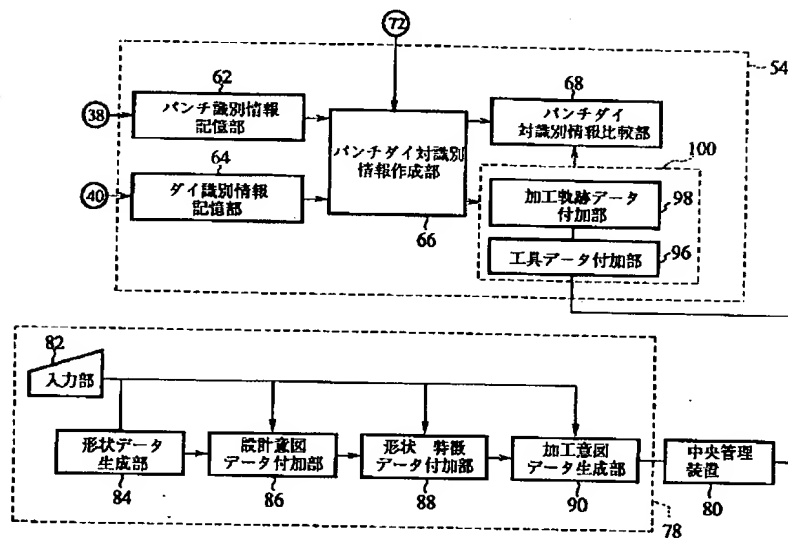 72
54
62
38
パンチ識別情報
記憶部
64
40
ダイ識別情報
記憶部
パンチダイ対識別
情報作成部
66
68
パンチダイ
対識別情報比較部
100
加工軌跡データ
付加部
98
工具データ付加部
96
82
入力部
形状データ
生成部
84
設計意図
データ付加部
86
形状 特徴
データ付加部
88
加工意図
データ生成部
90
中央管理
装置
80
78